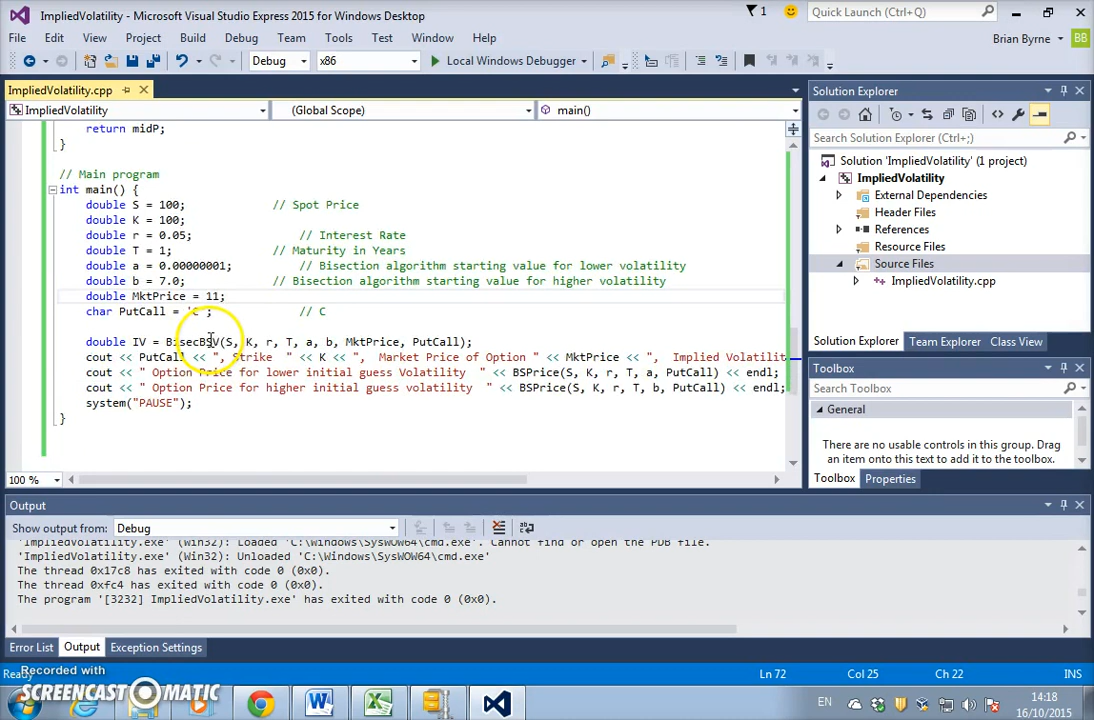 ImpliedVolatility - Microsoft Visual Studio Express 2015 for Windows Desktop
1
Quick Launch (Ctrl+Q)
File Edit View Project Build Debug Team Tools Test Window Help
Brian Byrne BB
Debug x86 Local Windows Debugger
ImpliedVolatility.cpp
ImpliedVolatility (Global Scope) main()
return midP;
}
// Main program
int main() {
double S = 100; // Spot Price
double K = 100;
double r = 0.05; // Interest Rate
double T = 1; // Maturity in Years
double a = 0.00000001; // Bisection algorithm starting value for lower volatility
double b = 7.0; // Bisection algorithm starting value for higher volatility
double MktPrice = 11;
char PutCall = 'C'; // C
double IV = BisecBSV(S, K, r, T, a, b, MktPrice, PutCall);
cout << PutCall << ", Strike " << K << ", Market Price of Option " << MktPrice << ", Implied Volatilit
cout << " Option Price for lower initial guess Volatility " << BSPrice(S, K, r, T, a, PutCall) << endl;
cout << " Option Price for higher initial guess volatility " << BSPrice(S, K, r, T, b, PutCall) << endl;
system("PAUSE");
}
100 %
Solution Explorer
Search Solution Explorer (Ctrl+;)
Solution 'ImpliedVolatility' (1 project)
ImpliedVolatility
External Dependencies
Header Files
References
Resource Files
Source Files
ImpliedVolatility.cpp
Solution Explorer Team Explorer Class View
Toolbox
Search Toolbox
General
There are no usable controls in this group. Drag
an item onto this text to add it to the toolbox.
Toolbox Properties
Output
Show output from: Debug
'ImpliedVolatility.exe' (Win32): Loaded 'C:\Windows\SysWOW64\cmd.exe'. Cannot find or open the PDB file.
'ImpliedVolatility.exe' (Win32): Unloaded 'C:\Windows\SysWOW64\cmd.exe'
The thread 0x17c8 has exited with code 0 (0x0).
The thread 0xfc4 has exited with code 0 (0x0).
The program '[3232] ImpliedVolatility.exe' has exited with code 0 (0x0).
Error List Output Exception Settings
Ready Ln 72 Col 25 Ch 22 INS
Recorded with
SCREENCAST MATIC
EN
14:18
16/10/2015